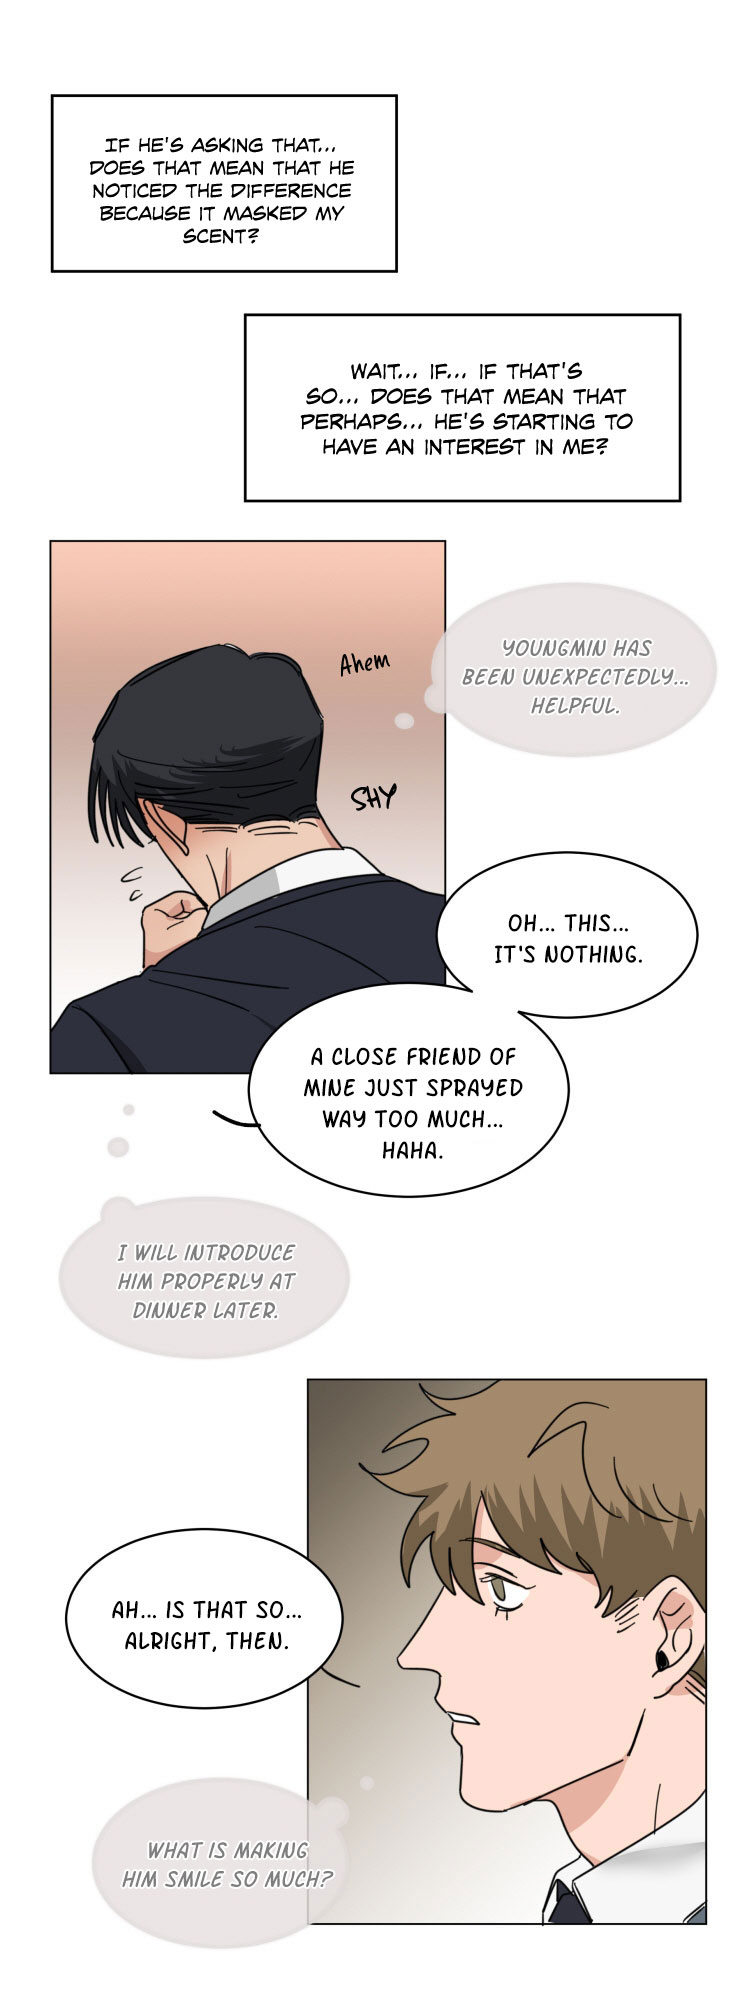 IF HE'S ASKING THAT...
DOES THAT MEAN THAT HE
NOTICED THE DIFFERENCE
BECAUSE IT MASKED MY
SCENT?
WAIT... IF... IF THAT'S
SO... DOES THAT MEAN THAT
PERHAPS... HE'S STARTING TO
HAVE AN INTEREST IN ME?
Ahem
YOUNGMIN HAS
BEEN UNEXPECTEDLY...
HELPFUL.
SHY
OH... THIS...
IT'S NOTHING.
A CLOSE FRIEND OF
MINE JUST SPRAYED
WAY TOO MUCH...
HAHA.
I WILL INTRODUCE
HIM PROPERLY AT
DINNER LATER.
AH... IS THAT SO...
ALRIGHT, THEN.
WHAT IS MAKING
HIM SMILE SO MUCH?